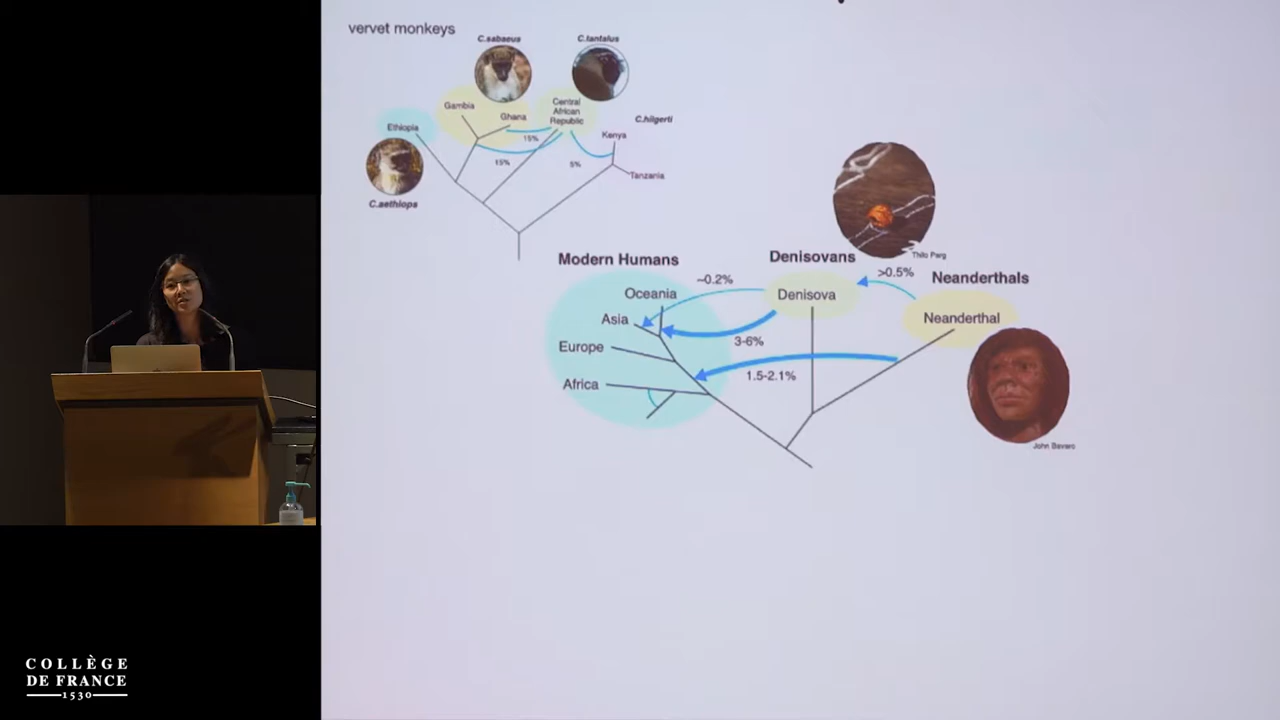 vervet monkeys
C.sabaeus
C.tantalus
Gambia
Central
African
Republic
Ghana
Ethiopia
C.hilgerti
Kenya
15%
15%
5%
Tanzania
C.aethiops
Modern Humans
Denisovans
Thilo Parg
~0.2%
>0.5%
Neanderthals
Oceania
Denisova
Asia
Neanderthal
3-6%
Europe
1.5-2.1%
Africa
COLLÈGE
DE FRANCE
1530